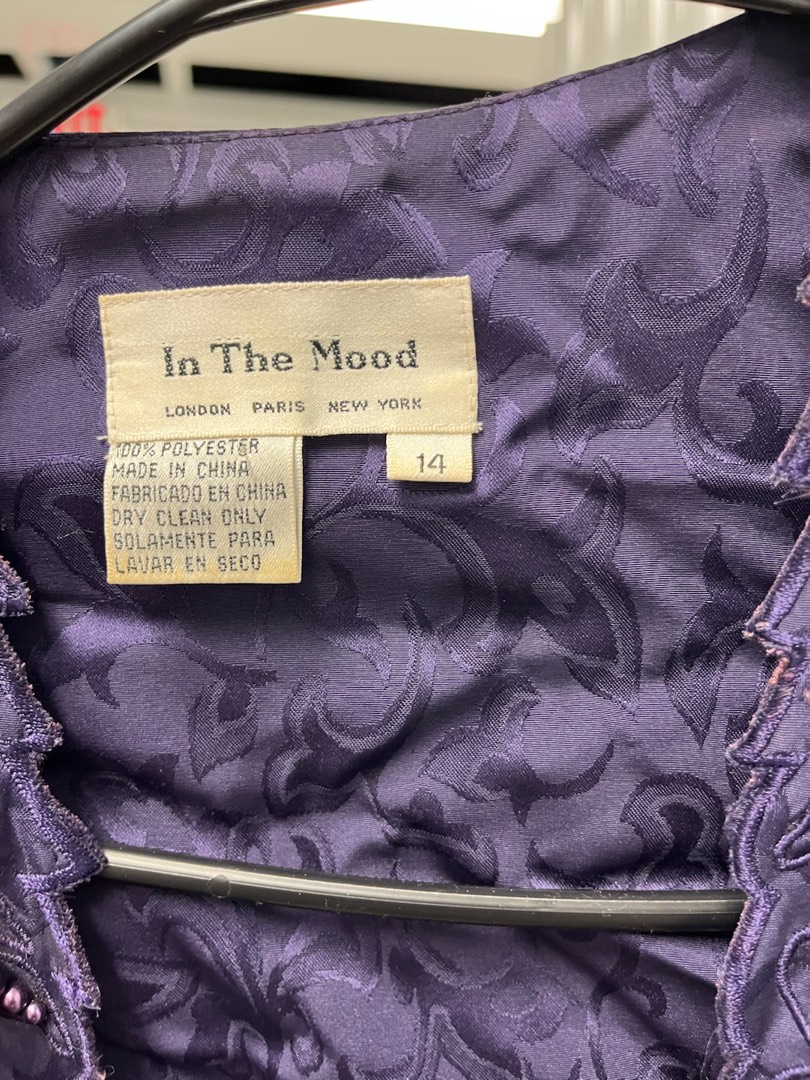 In The Mood
LONDON PARIS NEW YORK
100% POLYESTER
MADE IN CHINA
FABRICADO EN CHINA
DRY CLEAN ONLY
SOLAMENTE PARA
LAVAR EN SECO
14